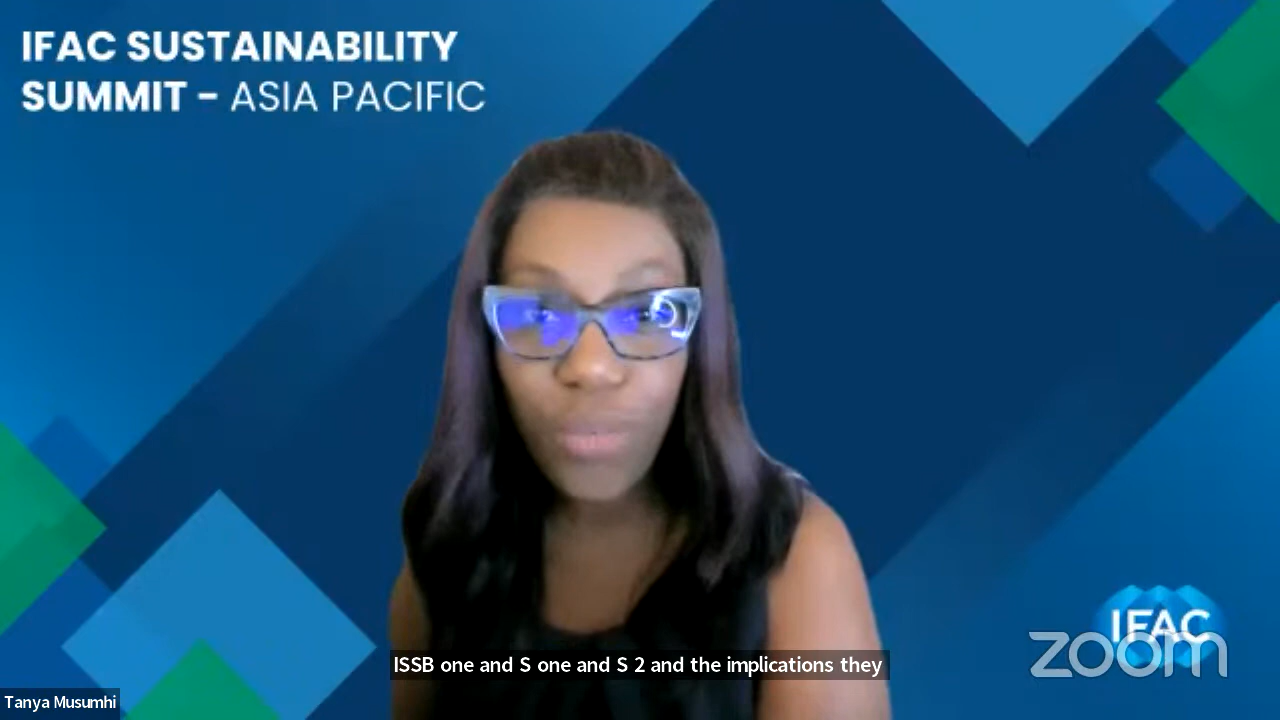 IFAC SUSTAINABILITY
SUMMIT - ASIA PACIFIC
ISSB one and S one and S 2 and the implications they
IFAC
zoom
Tanya Musumhi